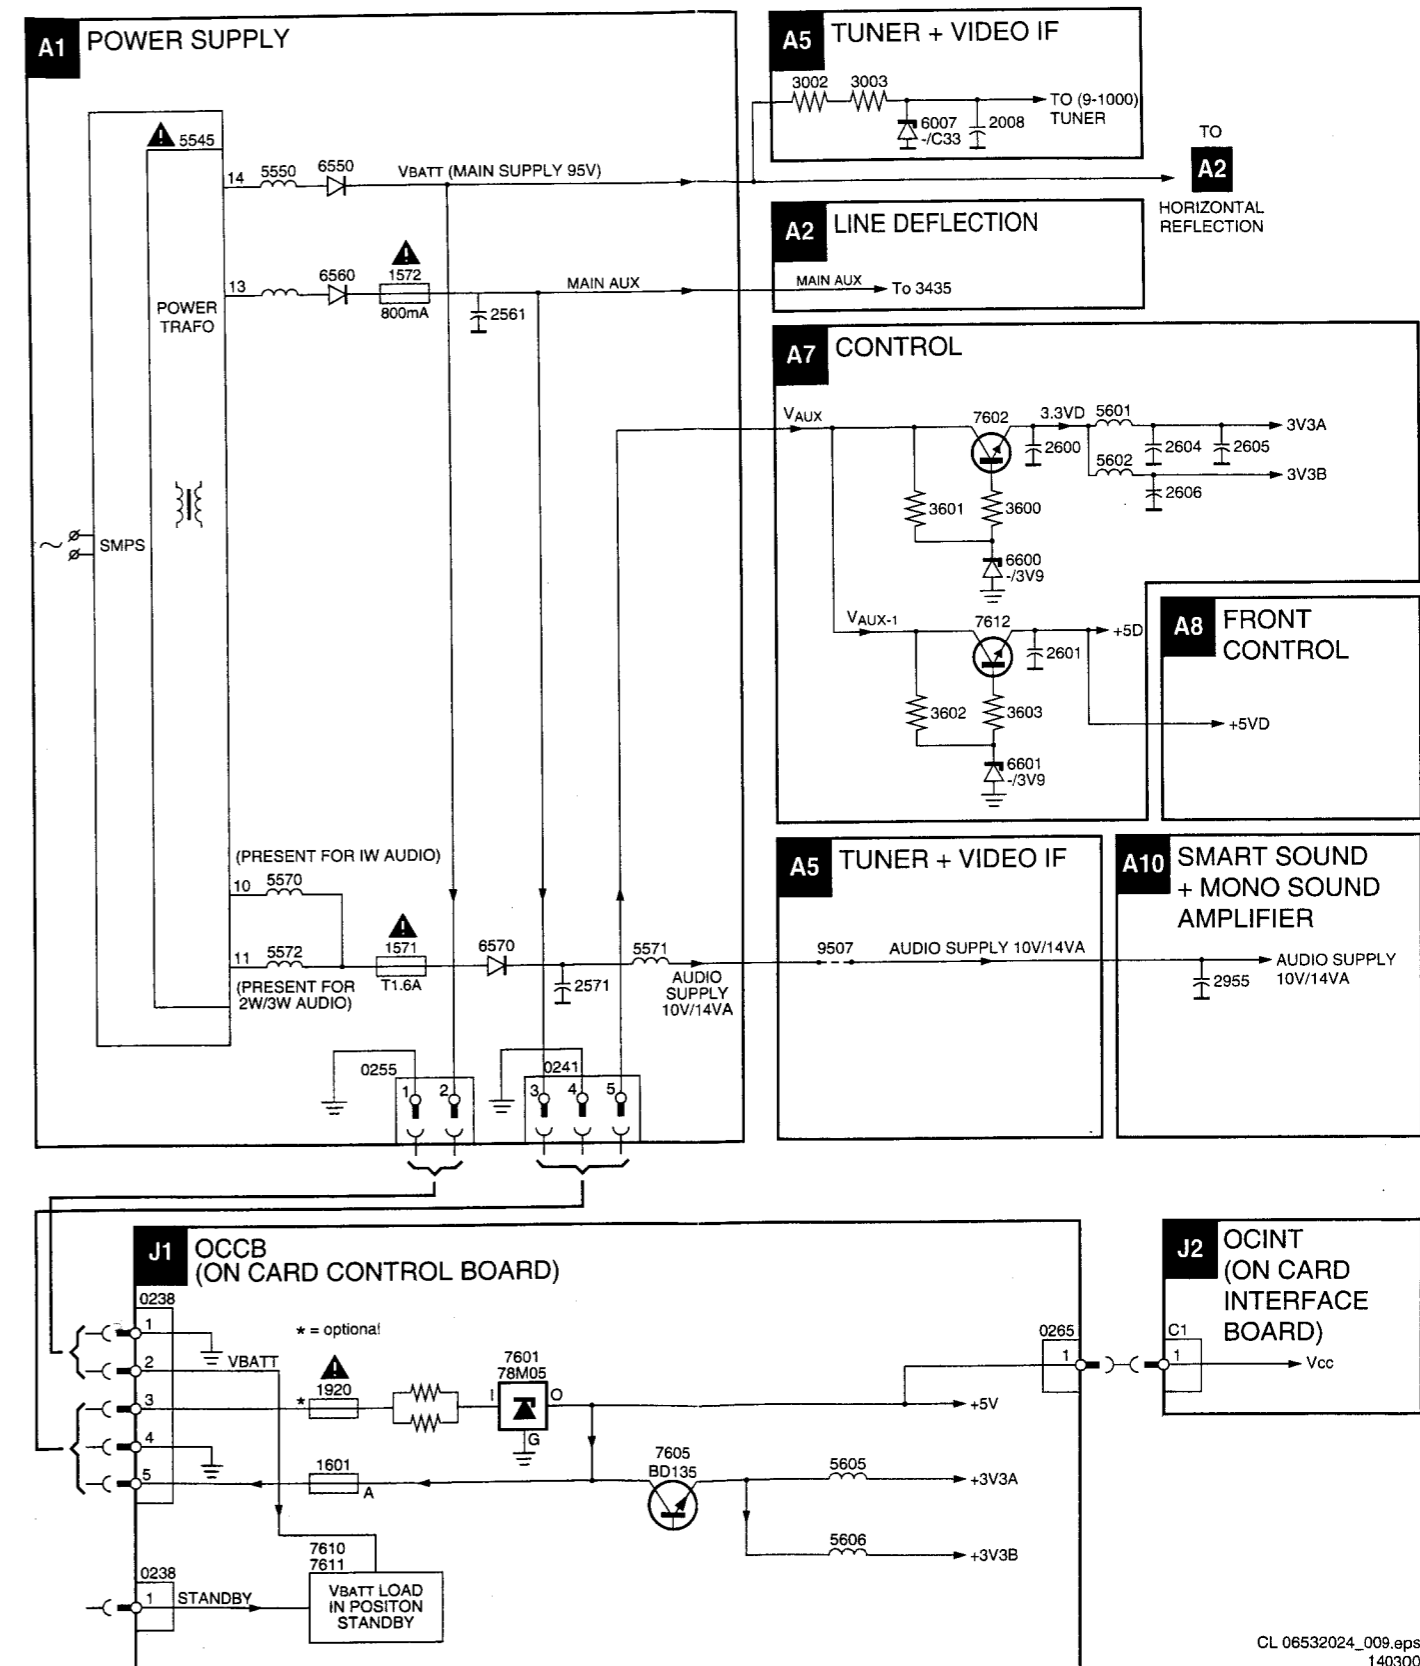 A1 POWER SUPPLY
5545
14
5550
6550
VBATT (MAIN SUPPLY 95V)
13
6560
1572
800mA
2561
MAIN AUX
POWER
TRAFO
SMPS
(PRESENT FOR IW AUDIO)
10
5570
11
5572
(PRESENT FOR
2W/3W AUDIO)
1571
T1.6A
6570
2571
5571
AUDIO
SUPPLY
10V/14VA
0255
1
2
0241
3
4
5
A5 TUNER + VIDEO IF
3002
3003
6007
-/C33
2008
TO (9-1000)
TUNER
TO
A2
HORIZONTAL
REFLECTION
A2 LINE DEFLECTION
MAIN AUX
To 3435
A7 CONTROL
VAUX
7602
3.3VD
5601
2600
2604
2605
3V3A
5602
2606
3V3B
3601
3600
6600
-/3V9
VAUX-1
7612
2601
+5D
3602
3603
6601
-/3V9
A8 FRONT
CONTROL
+5VD
A5 TUNER + VIDEO IF
9507
AUDIO SUPPLY 10V/14VA
A10 SMART SOUND
+ MONO SOUND
AMPLIFIER
2955
AUDIO SUPPLY
10V/14VA
J1 OCCB
(ON CARD CONTROL BOARD)
0238
1
2
3
4
5
* = optional
VBATT
*
1920
7601
78M05
I
O
G
+5V
1601
A
7605
BD135
5605
+3V3A
5606
+3V3B
0265
1
7610
7611
VBATT LOAD
IN POSITON
STANDBY
0238
1
STANDBY
J2 OCINT
(ON CARD
INTERFACE
BOARD)
C1
1
Vcc
CL 06532024_009.eps
140300